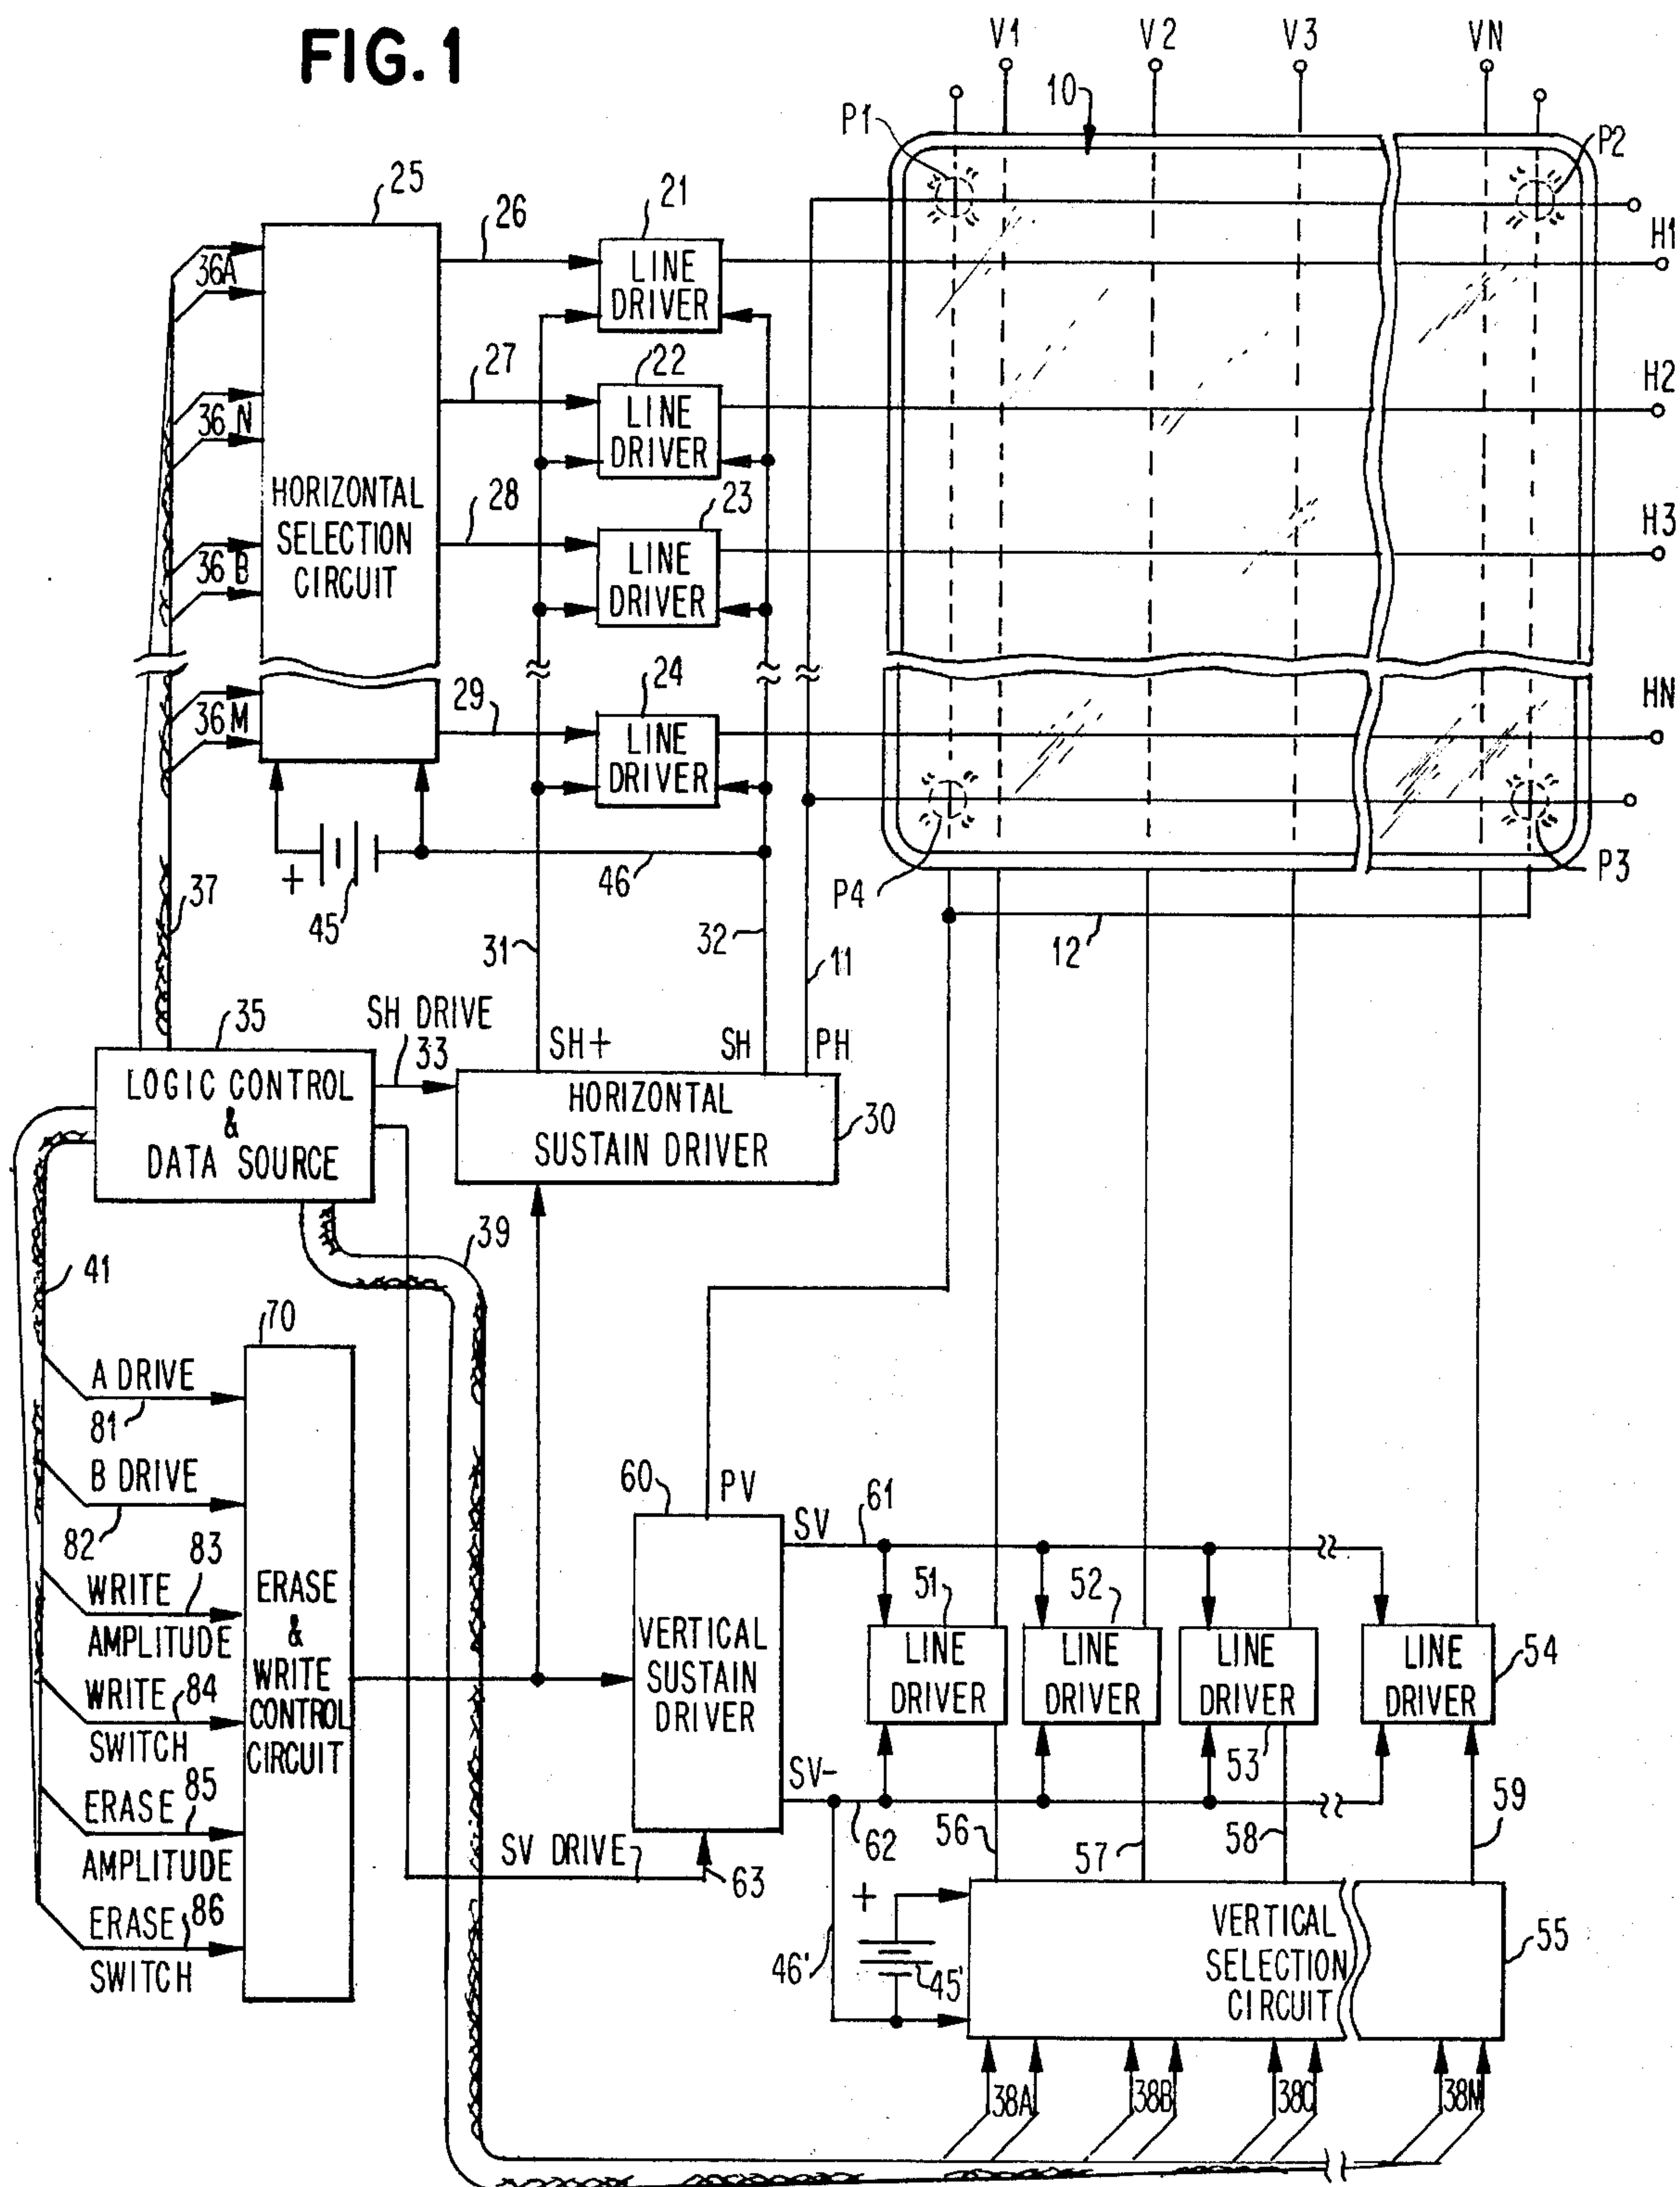 FIG. 1
V1 V2 V3 VN
10
P1 P2
25 26 21
H1
36A
LINE
DRIVER
27 22
H2
36 N
LINE
DRIVER
HORIZONTAL
SELECTION
CIRCUIT
28 23
H3
36 B
LINE
DRIVER
29 24
HN
36 M
LINE
DRIVER
+ 45 46
P4 P3
37 31 32 11 12
35 SH DRIVE
33
SH+ SH PH
LOGIC CONTROL
&
DATA SOURCE
HORIZONTAL
SUSTAIN DRIVER
30
39
41
70
A DRIVE
81
B DRIVE
82
83
WRITE
AMPLITUDE
WRITE 84
SWITCH
ERASE 85
AMPLITUDE
ERASE 86
SWITCH
ERASE
&
WRITE
CONTROL
CIRCUIT
60 PV
SV 61
VERTICAL
SUSTAIN
DRIVER
51 52
LINE
DRIVER
LINE
DRIVER
LINE
DRIVER
LINE
DRIVER
54
53
SV-
62 56 57 58 59
SV DRIVE 63
+
46' 45'
VERTICAL
SELECTION
CIRCUIT
55
38A 38B 38C 38M